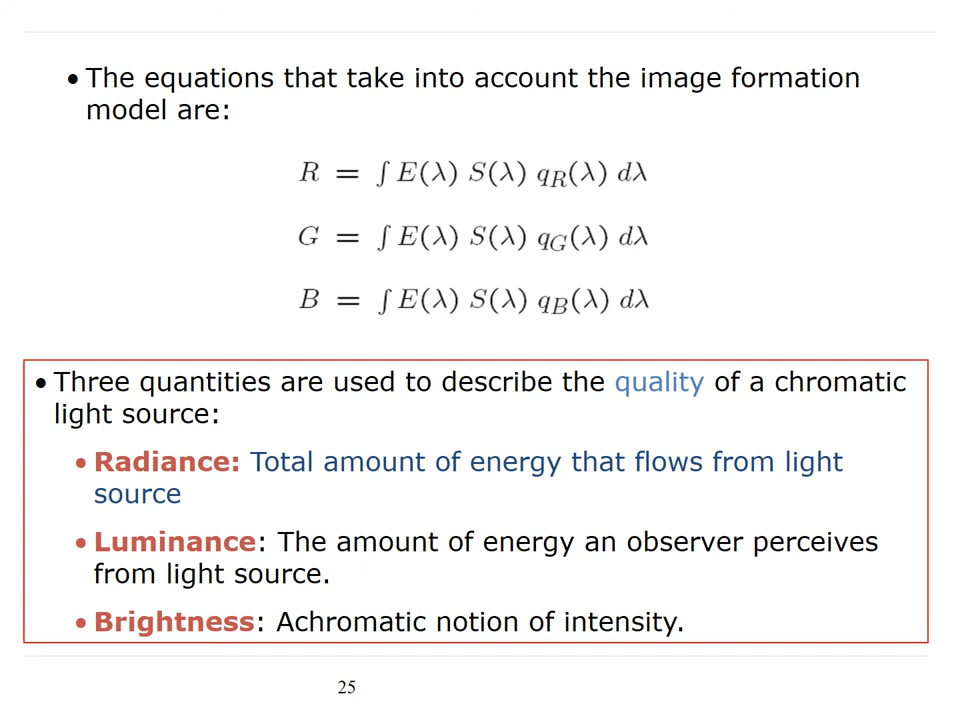 • The equations that take into account the image formation
model are:
R = ∫ E(λ) S(λ) q_R(λ) dλ
G = ∫ E(λ) S(λ) q_G(λ) dλ
B = ∫ E(λ) S(λ) q_B(λ) dλ
• Three quantities are used to describe the quality of a chromatic
light source:
• Radiance: Total amount of energy that flows from light
source
• Luminance: The amount of energy an observer perceives
from light source.
• Brightness: Achromatic notion of intensity.
25